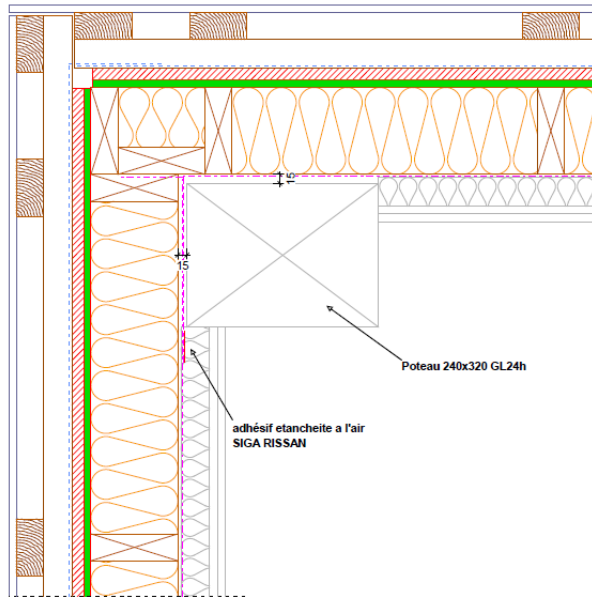 15
15
Poteau 240x320 GL24h
adhésif etancheite a l'air
SIGA RISSAN